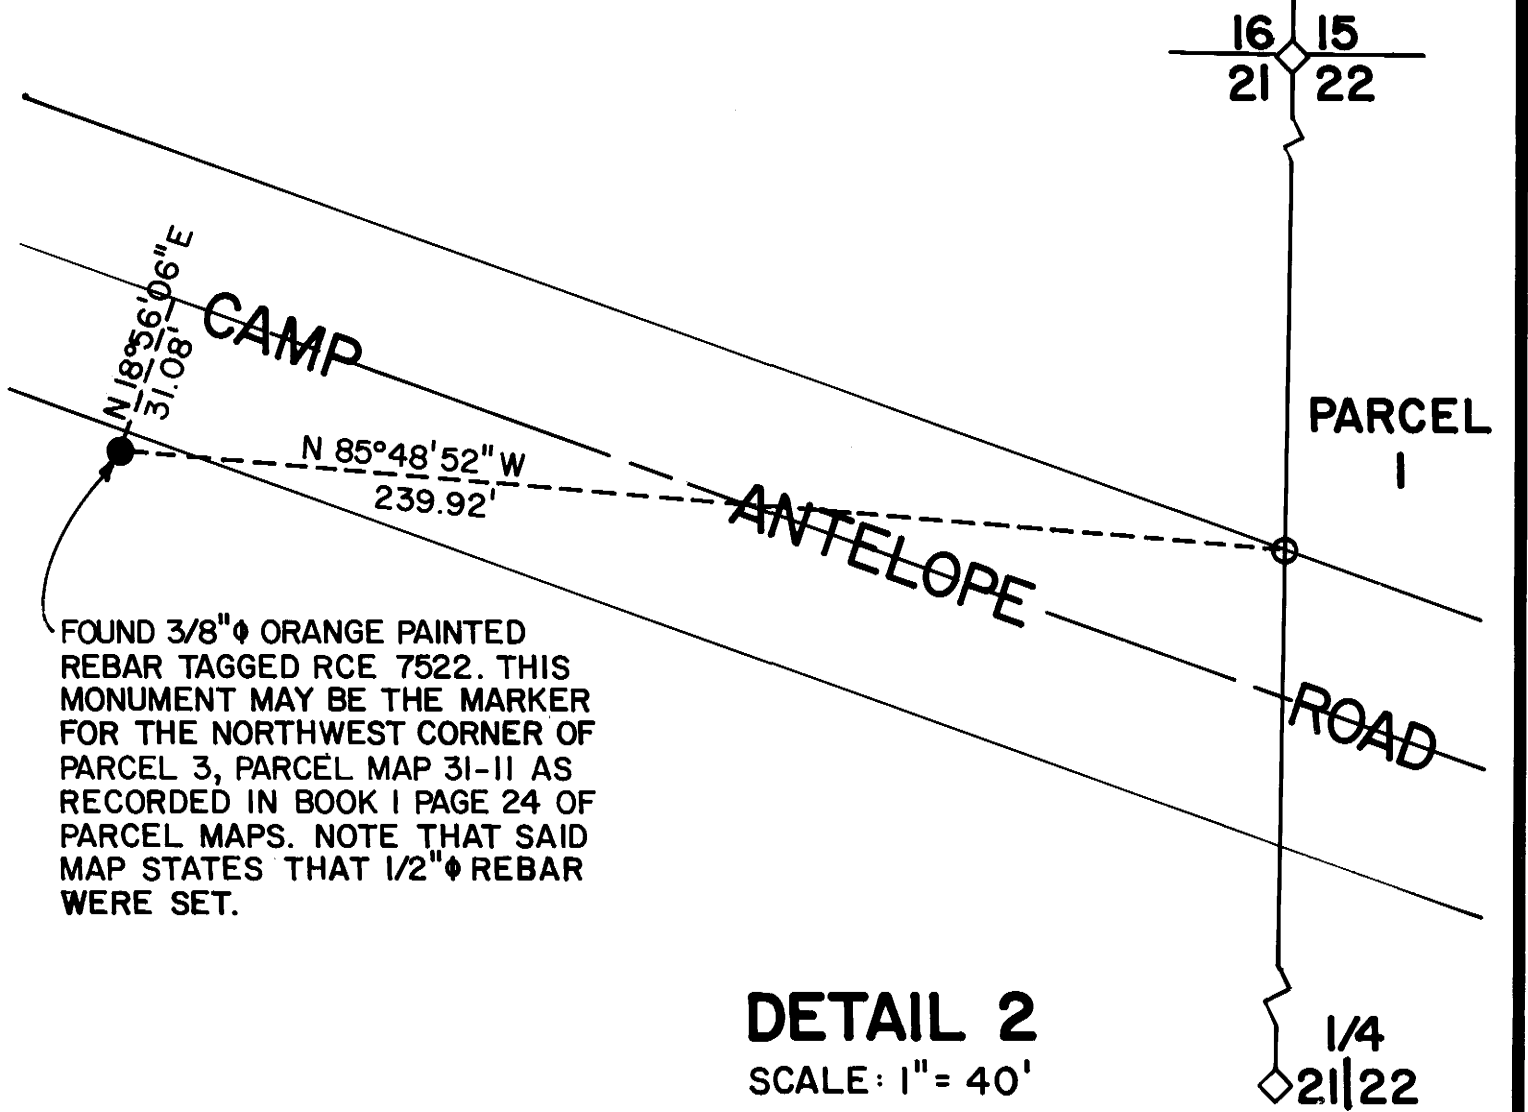 16 15
21 22
N 18°56'06" E
31.08'
CAMP
N 85°48'52" W
239.92'
ANTELOPE
ROAD
PARCEL
1
FOUND 3/8"ɸ ORANGE PAINTED
REBAR TAGGED RCE 7522. THIS
MONUMENT MAY BE THE MARKER
FOR THE NORTHWEST CORNER OF
PARCEL 3, PARCEL MAP 31-11 AS
RECORDED IN BOOK 1 PAGE 24 OF
PARCEL MAPS. NOTE THAT SAID
MAP STATES THAT 1/2"ɸ REBAR
WERE SET.
DETAIL 2
SCALE: 1" = 40'
1/4
21|22